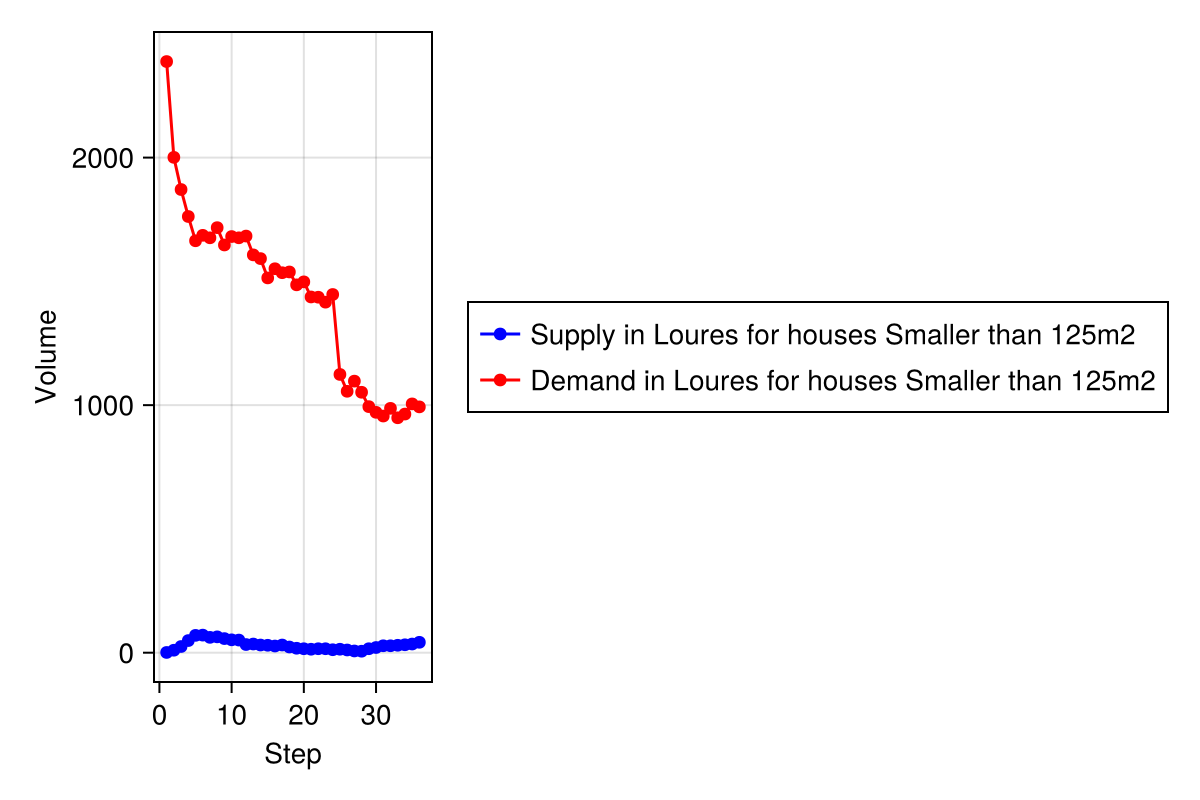 2000
1000
0
Volume
0 10 20 30
Step
Supply in Loures for houses Smaller than 125m2
Demand in Loures for houses Smaller than 125m2